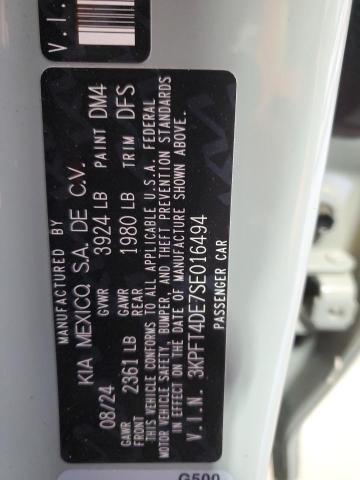 V.I.
MANUFACTURED BY
KIA MEXICO, S.A. DE C.V.
08/24 GVWR 3924 LB PAINT DM4
GAWR FRONT 2361 LB GAWR REAR 1980 LB TRIM DFS
THIS VEHICLE CONFORMS TO ALL APPLICABLE U.S.A. FEDERAL
MOTOR VEHICLE SAFETY, BUMPER, AND THEFT PREVENTION STANDARDS
IN EFFECT ON THE DATE OF MANUFACTURE SHOWN ABOVE.
V.I.N. 3KPFT4DE7SE016494
PASSENGER CAR
G500